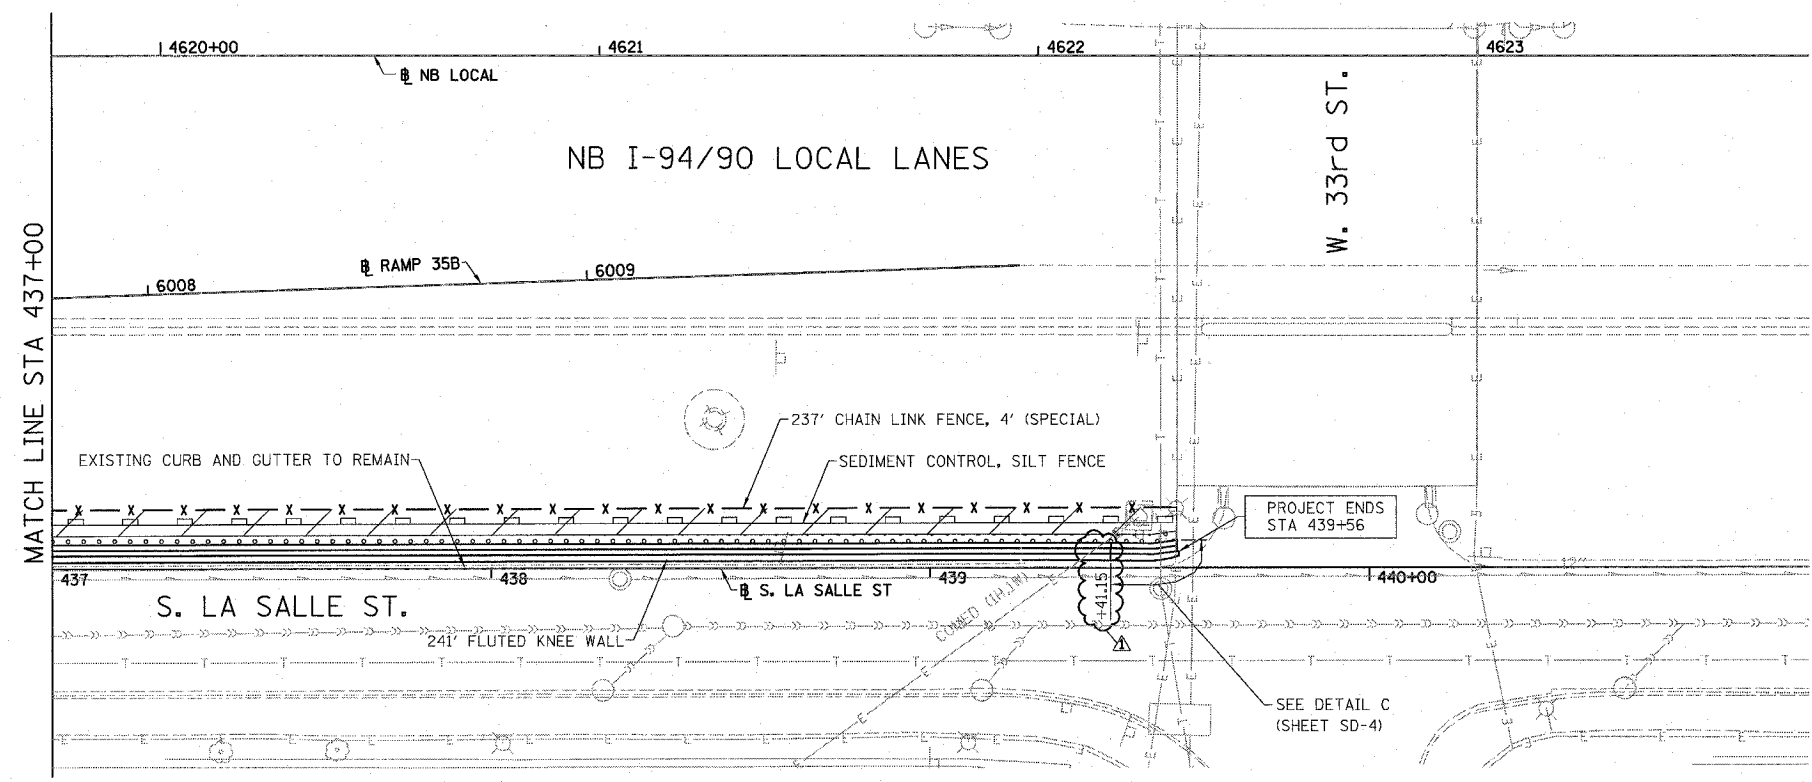 4620+00
4621
4622
4623
℄ NB LOCAL
NB I-94/90 LOCAL LANES
W. 33rd ST.
MATCH LINE STA 437+00
℄ RAMP 35B
6008
6009
237' CHAIN LINK FENCE, 4' (SPECIAL)
EXISTING CURB AND GUTTER TO REMAIN
SEDIMENT CONTROL, SILT FENCE
PROJECT ENDS
STA 439+56
437
438
439
440+00
12"
℄ S. LA SALLE ST
S. LA SALLE ST.
+41.15
1
241' FLUTED KNEE WALL
SEE DETAIL C
(SHEET SD-4)